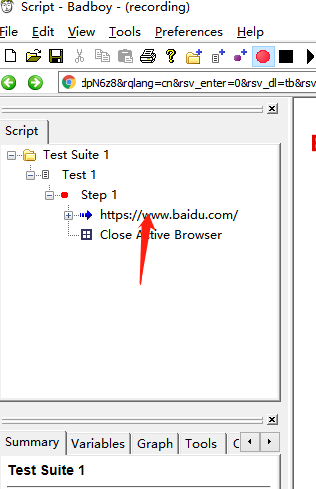 Script - Badboy - (recording)
File View Tools Preferences Help
dpN6z8&rqlang=cn&rsv_enter=0&rsv_dl=tb&rsv
Script
Test Suite 1
Test 1
Step 1
https://www.baidu.com/
Close Active Browser
Summary Variables Graph Tools
Test Suite 1